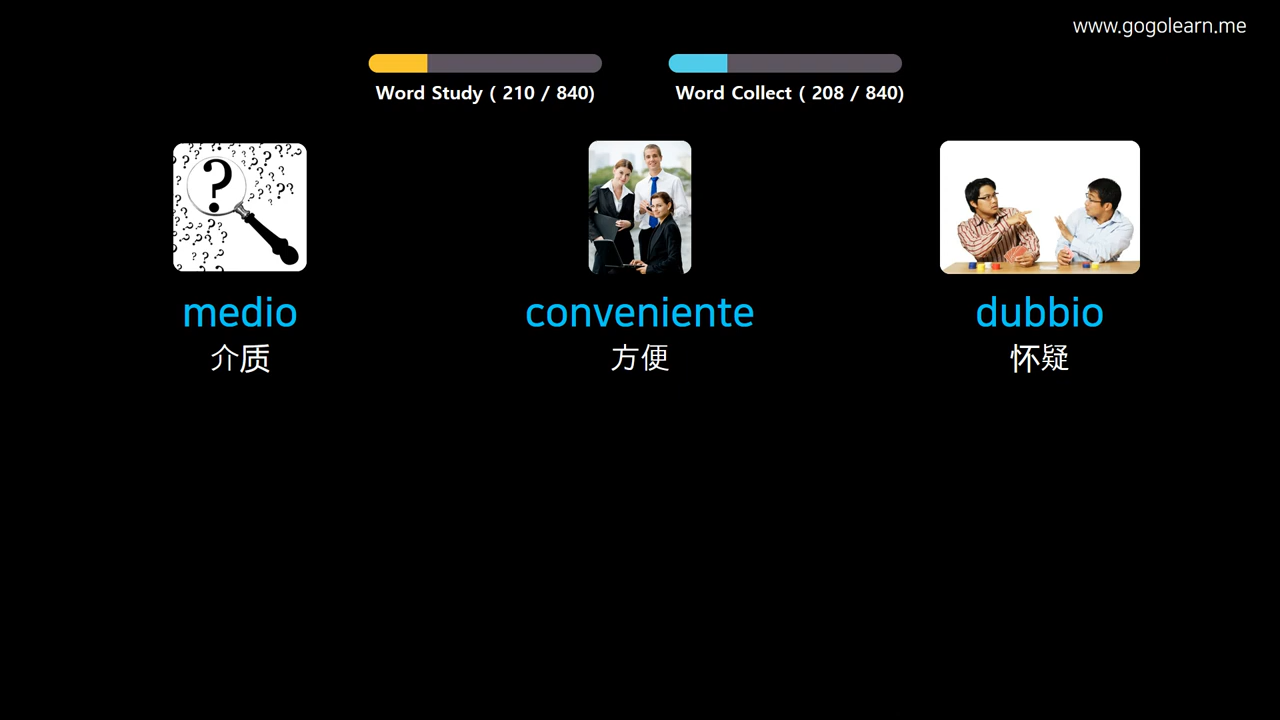 www.gogolearn.me
Word Study ( 210 / 840)
Word Collect ( 208 / 840)
medio
conveniente
dubbio
介质
方便
怀疑